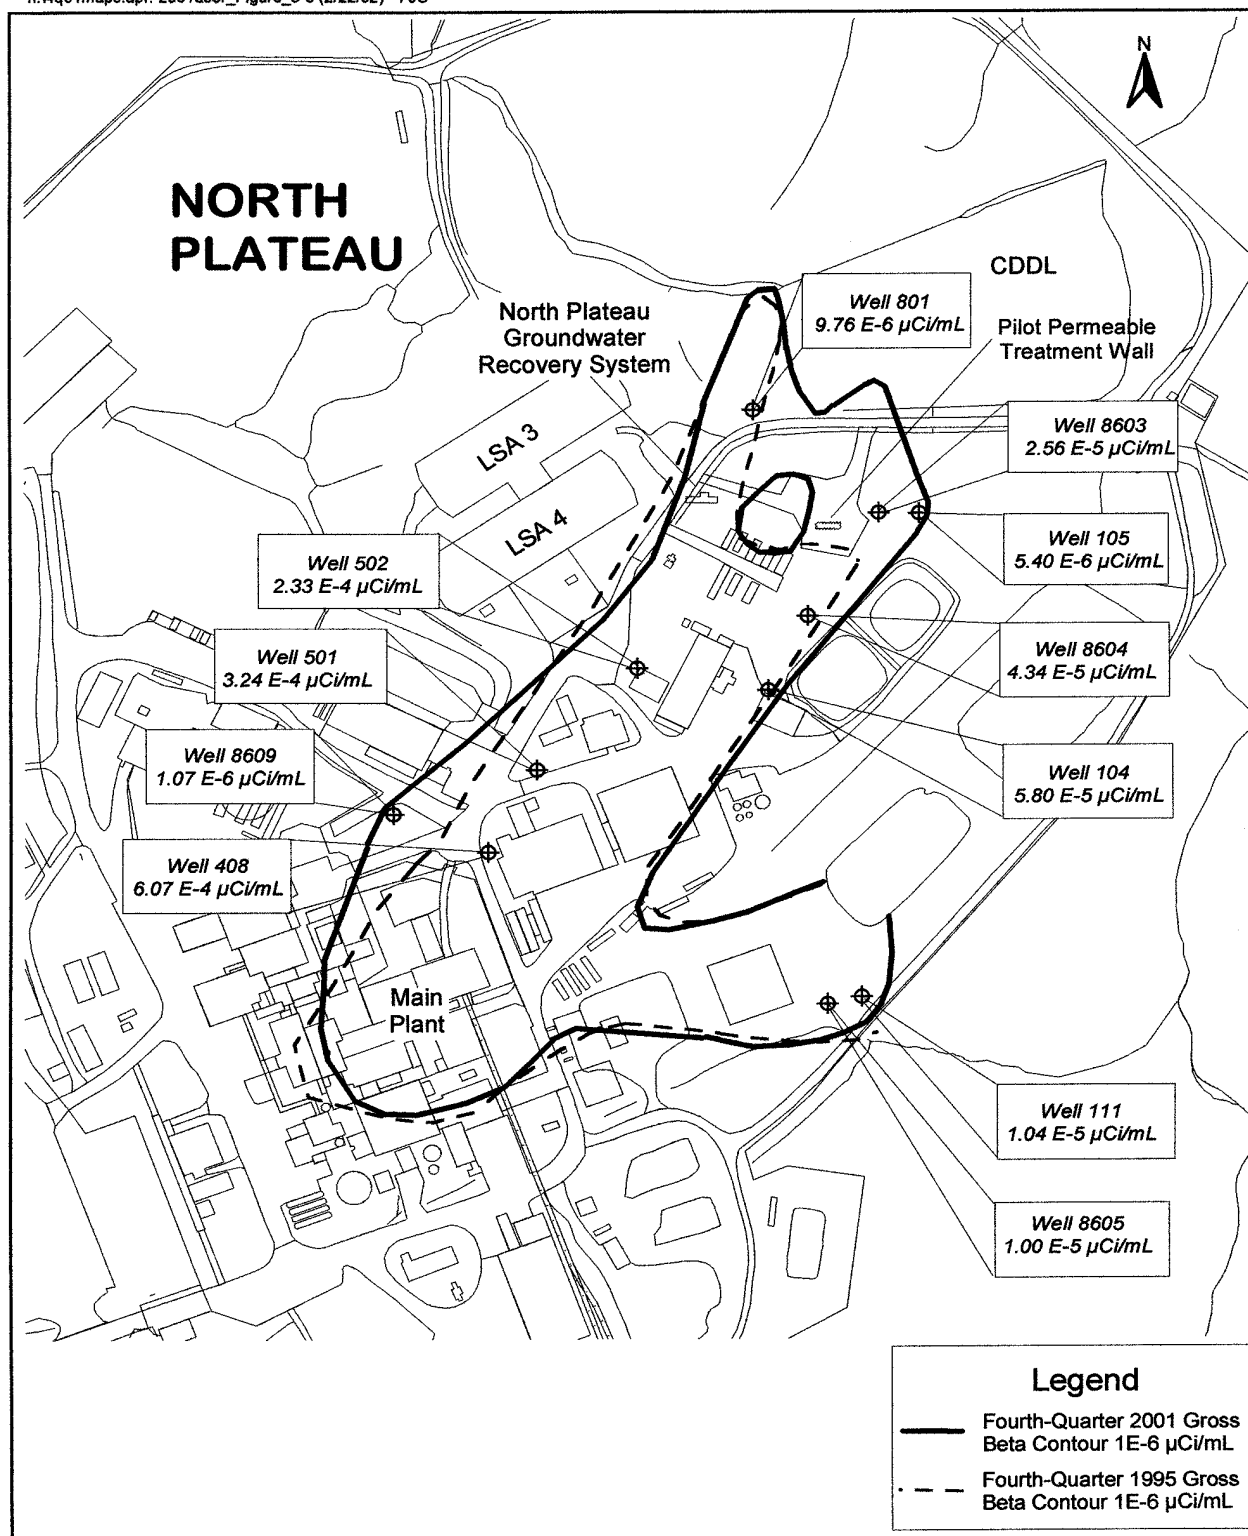 N
NORTH
PLATEAU
CDDL
Well 801
9.76 E-6 µCi/mL
North Plateau
Groundwater
Recovery System
Pilot Permeable
Treatment Wall
LSA 3
Well 8603
2.56 E-5 µCi/mL
LSA 4
Well 105
5.40 E-6 µCi/mL
Well 502
2.33 E-4 µCi/mL
Well 501
3.24 E-4 µCi/mL
Well 8604
4.34 E-5 µCi/mL
Well 8609
1.07 E-6 µCi/mL
Well 104
5.80 E-5 µCi/mL
Well 408
6.07 E-4 µCi/mL
Main
Plant
Well 111
1.04 E-5 µCi/mL
Well 8605
1.00 E-5 µCi/mL
Legend
Fourth-Quarter 2001 Gross
Beta Contour 1E-6 µCi/mL
Fourth-Quarter 1995 Gross
Beta Contour 1E-6 µCi/mL